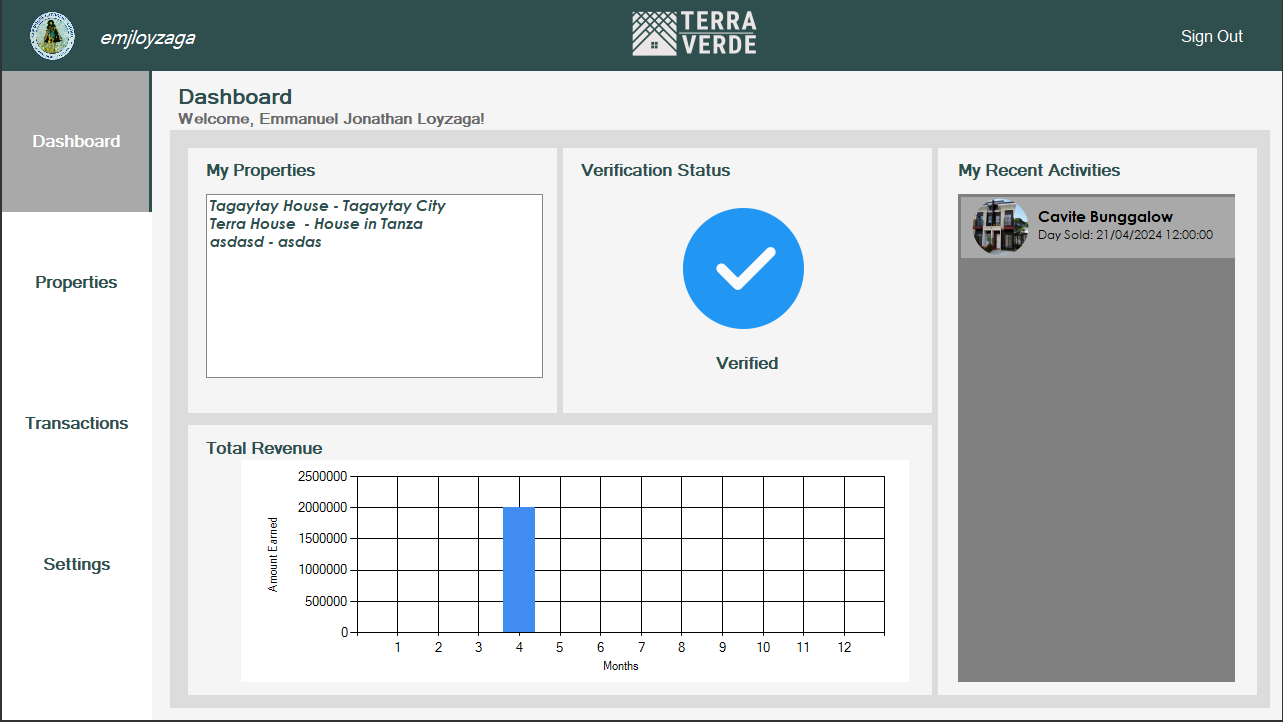 emjloyzaga
TERRA
VERDE
Sign Out
Dashboard
Properties
Transactions
Settings
Dashboard
Welcome, Emmanuel Jonathan Loyzaga!
My Properties
Tagaytay House - Tagaytay City
Terra House  - House in Tanza
asdasd - asdas
Verification Status
Verified
My Recent Activities
Cavite Bunggalow
Day Sold: 21/04/2024 12:00:00
Total Revenue
Amount Earned
2500000
2000000
1500000
1000000
500000
0
1 2 3 4 5 6 7 8 9 10 11 12
Months